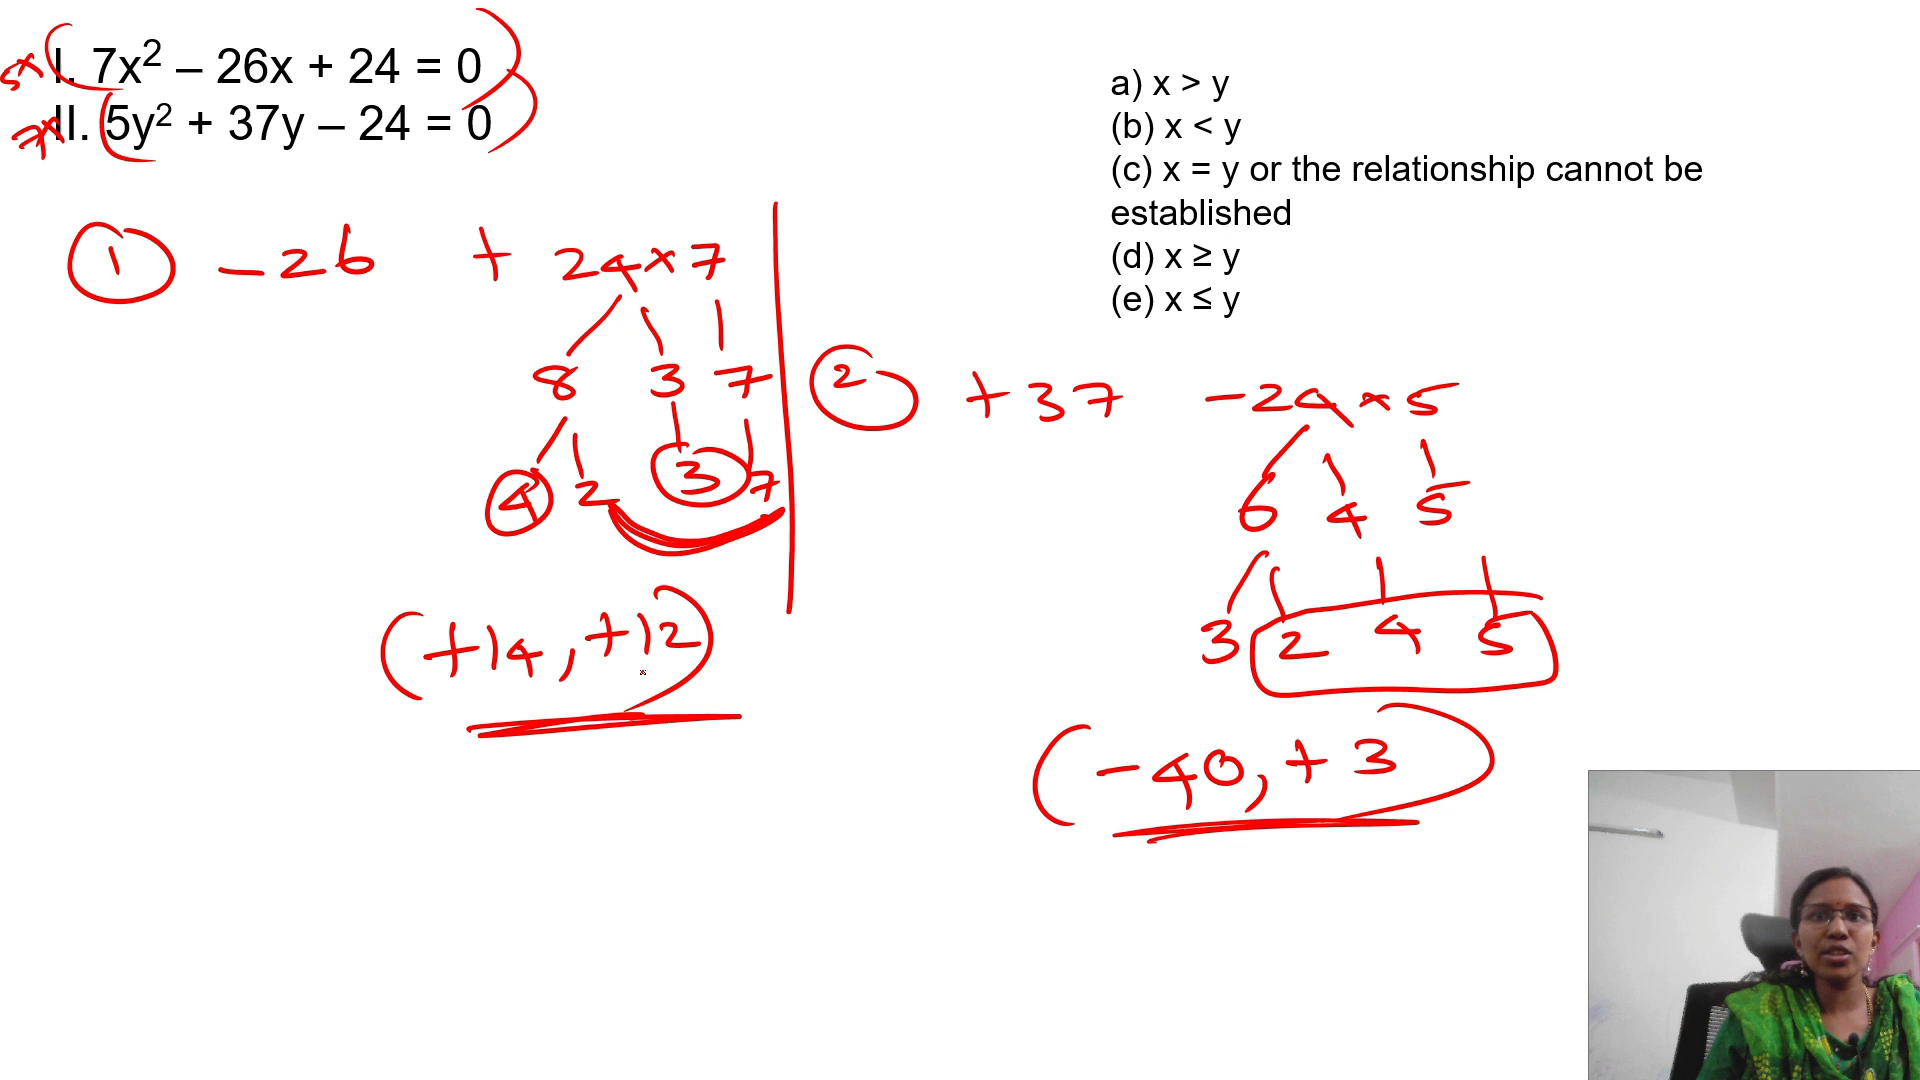 5x I. 7x² – 26x + 24 = 0
7x II. 5y² + 37y – 24 = 0
a) x > y
(b) x < y
(c) x = y or the relationship cannot be
established
(d) x ≥ y
(e) x ≤ y
1 -26 + 24×7
8 3 7
4 2 3 7
(+14, +12)
2 +37 -24×5
6 4 5
3 2 4 5
(-40, +3)